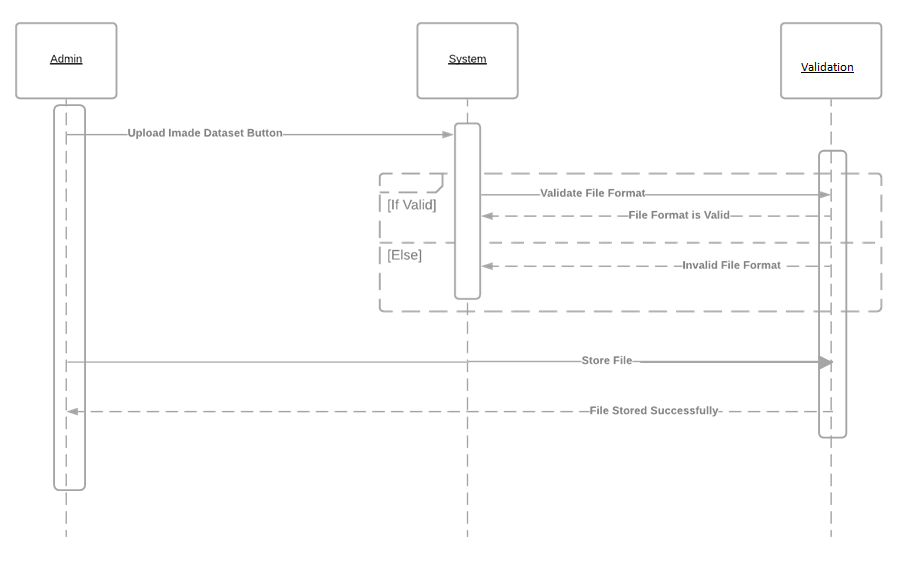 Admin
System
Validation
Upload Imade Dataset Button
Validate File Format
[If Valid]
File Format is Valid
[Else]
Invalid File Format
Store File
File Stored Successfully